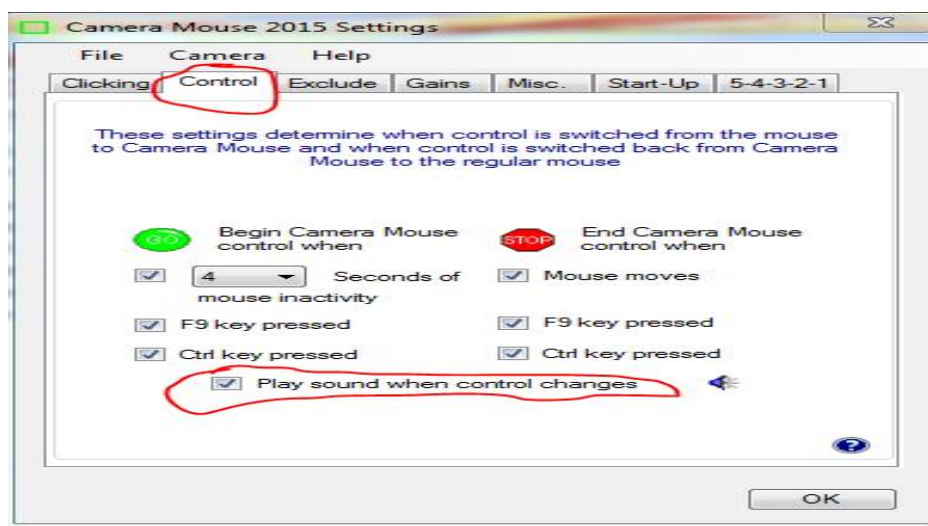 Camera Mouse 2015 Settings
File Camera Help
Clicking Control Exclude Gains Misc. Start-Up 5-4-3-2-1
These settings determine when control is switched from the mouse
to Camera Mouse and when control is switched back from Camera
Mouse to the regular mouse
GO Begin Camera Mouse
control when
STOP End Camera Mouse
control when
4 Seconds of
mouse inactivity
Mouse moves
F9 key pressed
F9 key pressed
Ctrl key pressed
Ctrl key pressed
Play sound when control changes
?
OK